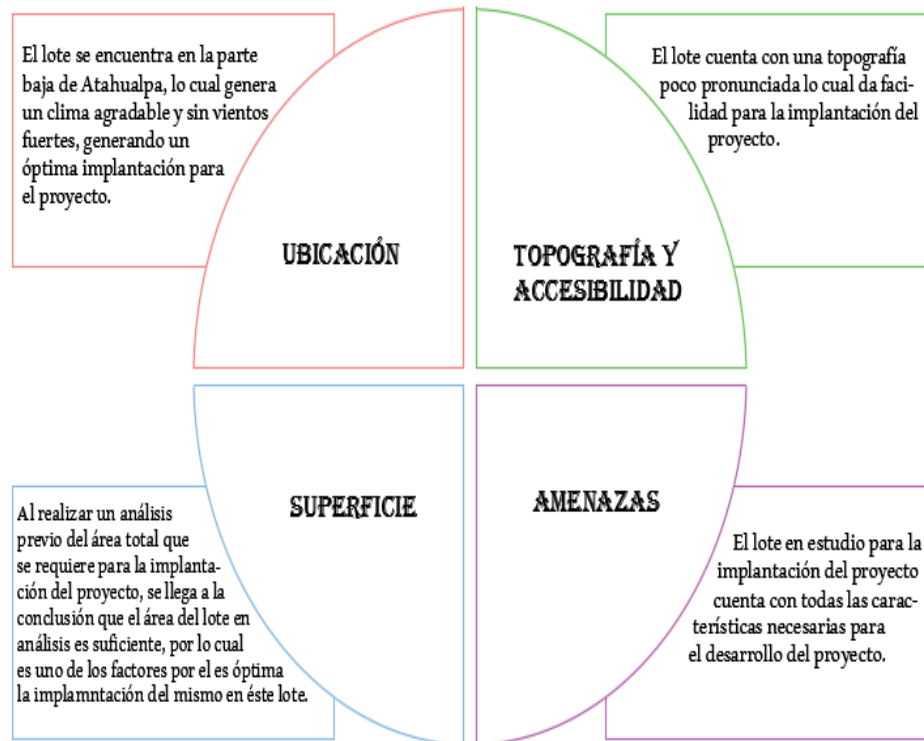 El lote se encuentra en la parte
baja de Atahualpa, lo cual genera
un clima agradable y sin vientos
fuertes, generando un
óptima implantación para
el proyecto.
UBICACIÓN
El lote cuenta con una topografía
poco pronunciada lo cual da faci-
lidad para la implantación del
proyecto.
TOPOGRAFÍA Y
ACCESIBILIDAD
Al realizar un análisis
previo del área total que
se requiere para la implanta-
ción del proyecto, se llega a la
conclusión que el área del lote en
análisis es suficiente, por lo cual
es uno de los factores por el es óptima
la implamntación del mismo en éste lote.
SUPERFICIE
AMENAZAS
El lote en estudio para la
implantación del proyecto
cuenta con todas las carac-
terísticas necesarias para
el desarrollo del proyecto.